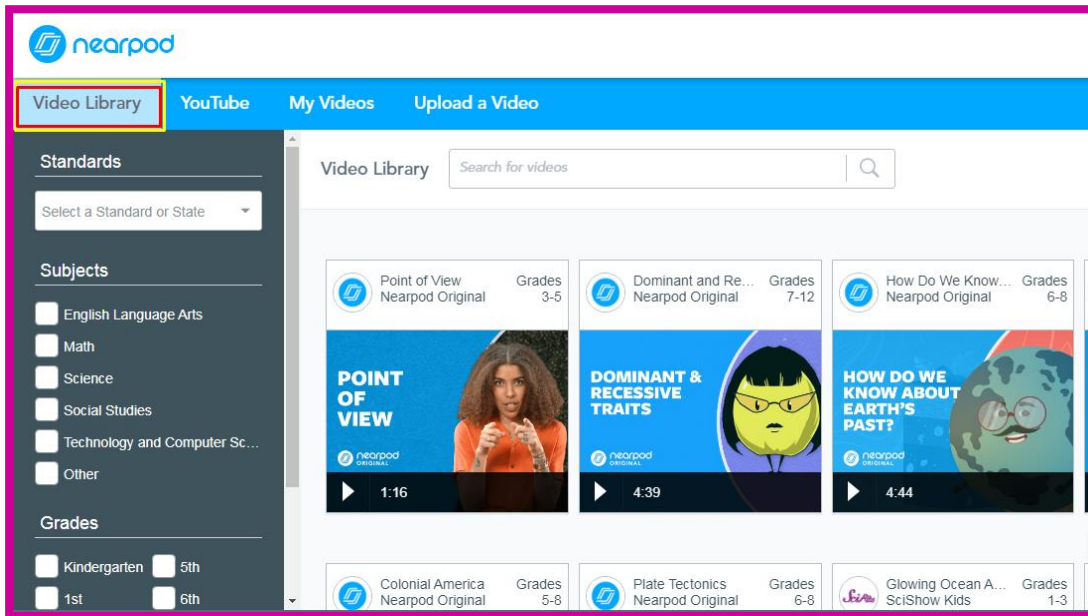 nearpod
Video Library
YouTube
My Videos
Upload a Video
Standards
Select a Standard or State
Subjects
English Language Arts
Math
Science
Social Studies
Technology and Computer Sc...
Other
Grades
Kindergarten
5th
1st
6th
Video Library
Search for videos
Point of View
Nearpod Original
Grades
3-5
POINT
OF
VIEW
nearpod
ORIGINAL
1:16
Dominant and Re...
Nearpod Original
Grades
7-12
DOMINANT &
RECESSIVE
TRAITS
nearpod
ORIGINAL
4:39
How Do We Know...
Nearpod Original
Grades
6-8
HOW DO WE
KNOW ABOUT
EARTH'S
PAST?
nearpod
ORIGINAL
4:44
Colonial America
Nearpod Original
Grades
5-8
Plate Tectonics
Nearpod Original
Grades
6-8
Glowing Ocean A...
SciShow Kids
Grades
1-3